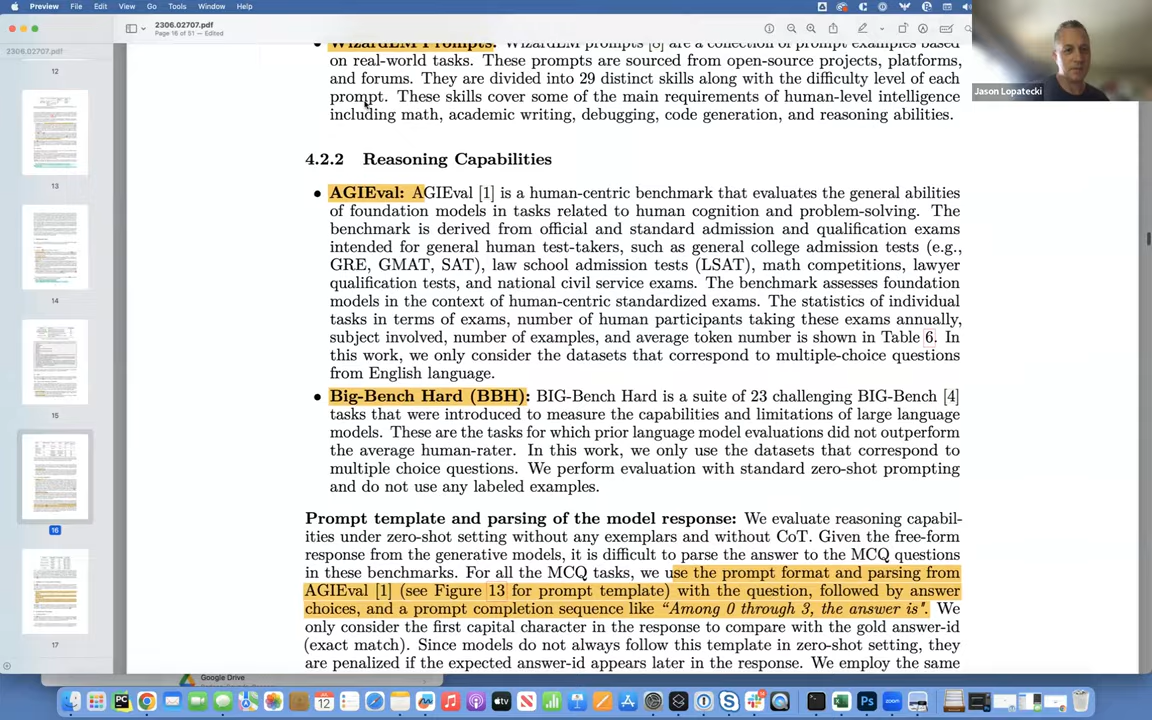 Preview File Edit View Go Tools Window Help
2306.02707.pdf
Page 16 of 51 – Edited
2306.02707.pdf
12
13
14
15
16
17
Jason Lopatecki
• WizardLM Prompts: WizardLM prompts [8] are a collection of prompt examples based
on real-world tasks. These prompts are sourced from open-source projects, platforms,
and forums. They are divided into 29 distinct skills along with the difficulty level of each
prompt. These skills cover some of the main requirements of human-level intelligence
including math, academic writing, debugging, code generation, and reasoning abilities.
4.2.2 Reasoning Capabilities
• AGIEval: AGIEval [1] is a human-centric benchmark that evaluates the general abilities
of foundation models in tasks related to human cognition and problem-solving. The
benchmark is derived from official and standard admission and qualification exams
intended for general human test-takers, such as general college admission tests (e.g.,
GRE, GMAT, SAT), law school admission tests (LSAT), math competitions, lawyer
qualification tests, and national civil service exams. The benchmark assesses foundation
models in the context of human-centric standardized exams. The statistics of individual
tasks in terms of exams, number of human participants taking these exams annually,
subject involved, number of examples, and average token number is shown in Table 6. In
this work, we only consider the datasets that correspond to multiple-choice questions
from English language.
• Big-Bench Hard (BBH): BIG-Bench Hard is a suite of 23 challenging BIG-Bench [4]
tasks that were introduced to measure the capabilities and limitations of large language
models. These are the tasks for which prior language model evaluations did not outperform
the average human-rater. In this work, we only use the datasets that correspond to
multiple choice questions. We perform evaluation with standard zero-shot prompting
and do not use any labeled examples.
Prompt template and parsing of the model response: We evaluate reasoning capabil-
ities under zero-shot setting without any exemplars and without CoT. Given the free-form
response from the generative models, it is difficult to parse the answer to the MCQ questions
in these benchmarks. For all the MCQ tasks, we use the prompt format and parsing from
AGIEval [1] (see Figure 13 for prompt template) with the question, followed by answer
choices, and a prompt completion sequence like “Among 0 through 3, the answer is". We
only consider the first capital character in the response to compare with the gold answer-id
(exact match). Since models do not always follow this template in zero-shot setting, they
are penalized if the expected answer-id appears later in the response. We employ the same
Google Drive